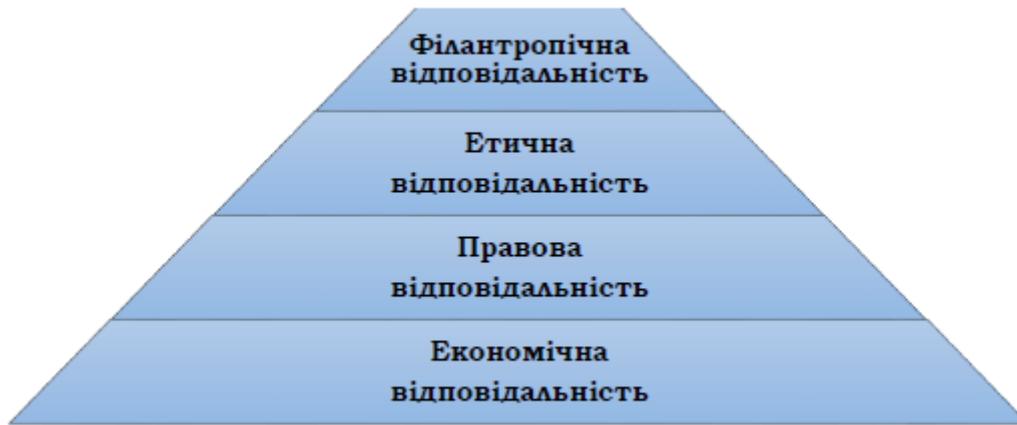 Філантропічна
відповідальність
Етична
відповідальність
Правова
відповідальність
Економічна
відповідальність